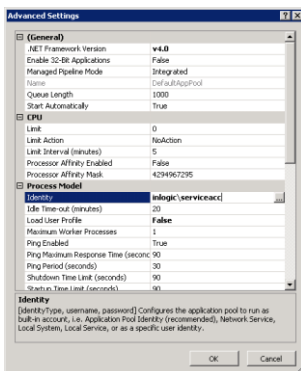 Advanced Settings
(General)
.NET Framework Version v4.0
Enable 32-Bit Applications False
Managed Pipeline Mode Integrated
Name DefaultAppPool
Queue Length 1000
Start Automatically True
CPU
Limit 0
Limit Action NoAction
Limit Interval (minutes) 5
Processor Affinity Enabled False
Processor Affinity Mask 4294967295
Process Model
Identity inlogic\serviceacc ...
Idle Time-out (minutes) 20
Load User Profile False
Maximum Worker Processes 1
Ping Enabled True
Ping Maximum Response Time (seconc 90
Ping Period (seconds) 30
Shutdown Time Limit (seconds) 90
Startup Time Limit (seconds) 90
Identity
[identityType, username, password] Configures the application pool to run as
built-in account, i.e. Application Pool Identity (recommended), Network Service,
Local System, Local Service, or as a specific user identity.
OK Cancel